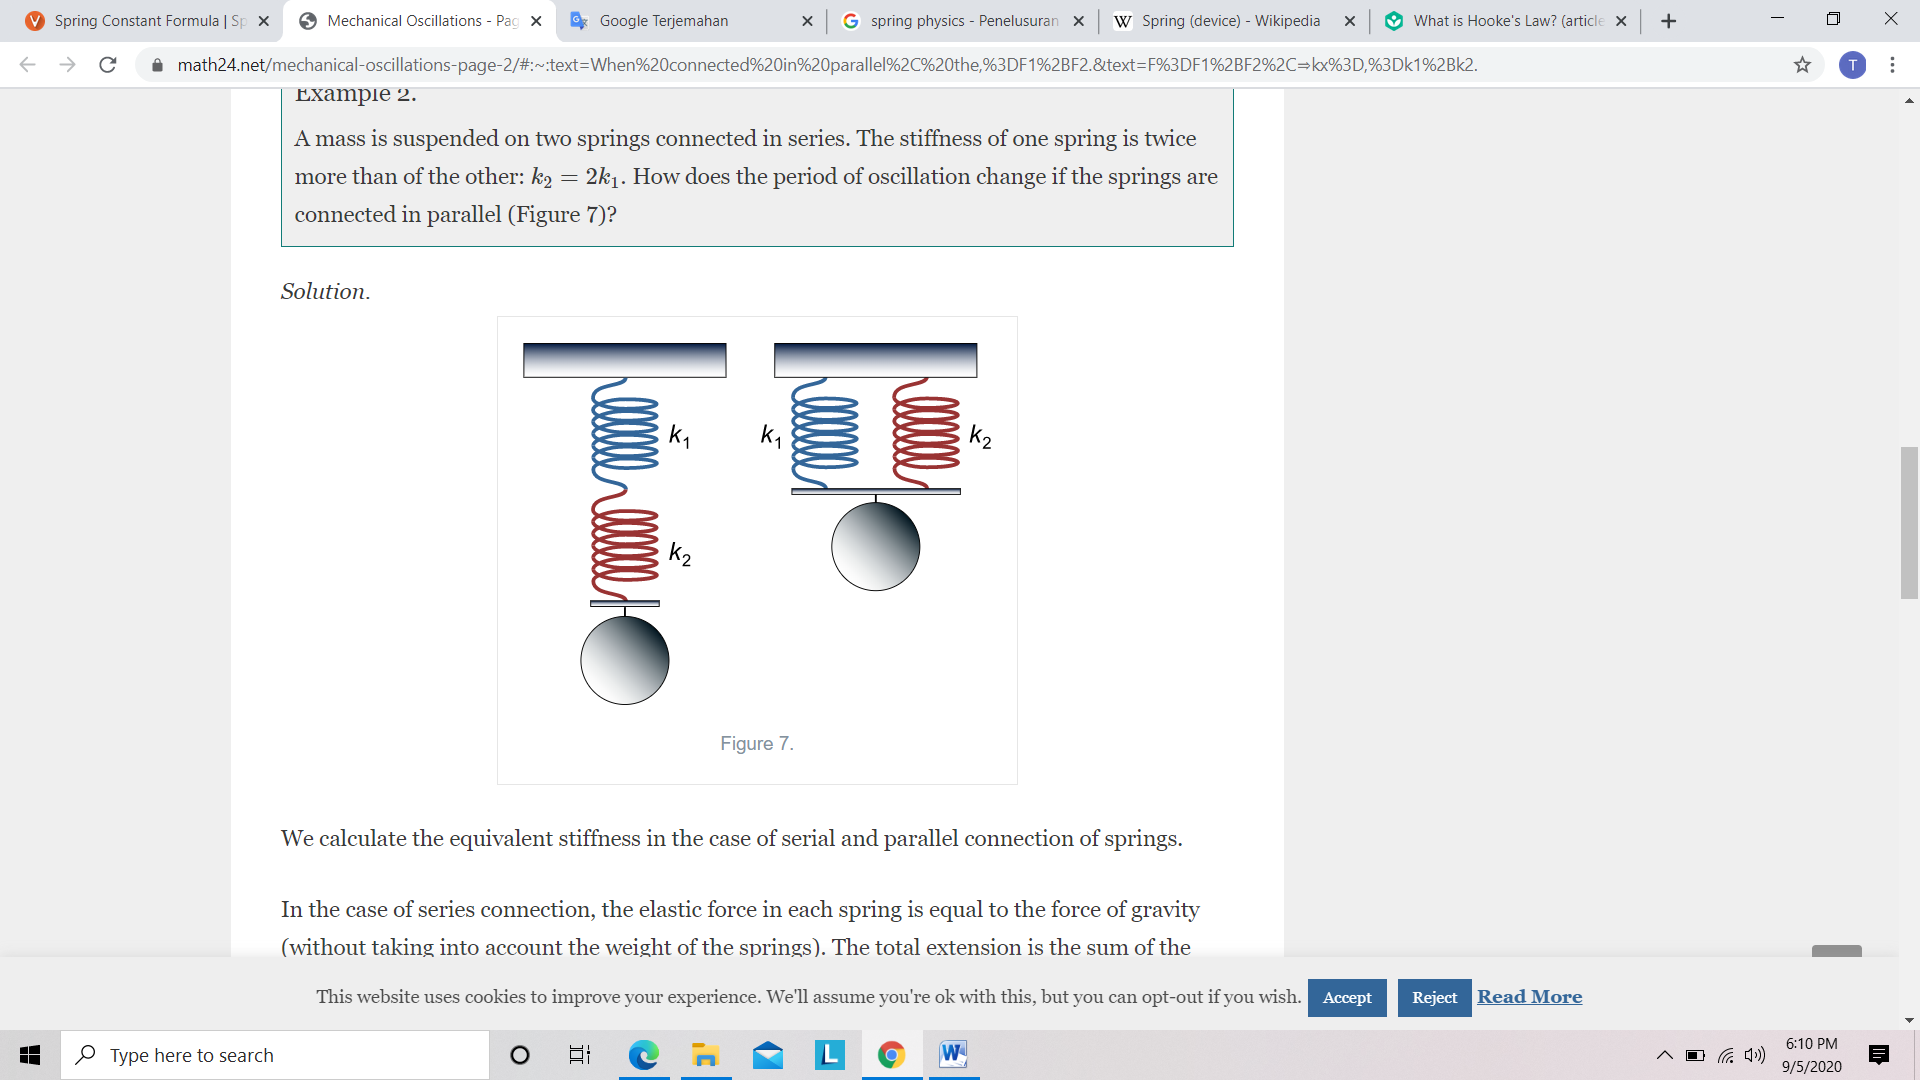 Spring Constant Formula | Sp
Mechanical Oscillations - Pag
Google Terjemahan
spring physics - Penelusuran
Spring (device) - Wikipedia
What is Hooke's Law? (article
math24.net/mechanical-oscillations-page-2/#:~:text=When%20connected%20in%20parallel%2C%20the,%3DF1%2BF2.&text=F%3DF1%2BF2%2C⇒kx%3D,%3Dk1%2Bk2.
T
Example 2.
A mass is suspended on two springs connected in series. The stiffness of one spring is twice
more than of the other: k₂ = 2k₁. How does the period of oscillation change if the springs are
connected in parallel (Figure 7)?
Solution.
k₁
k₂
k₁
k₂
Figure 7.
We calculate the equivalent stiffness in the case of serial and parallel connection of springs.
In the case of series connection, the elastic force in each spring is equal to the force of gravity
(without taking into account the weight of the springs). The total extension is the sum of the
This website uses cookies to improve your experience. We'll assume you're ok with this, but you can opt-out if you wish. Accept Reject Read More
Type here to search
L
W
6:10 PM
9/5/2020